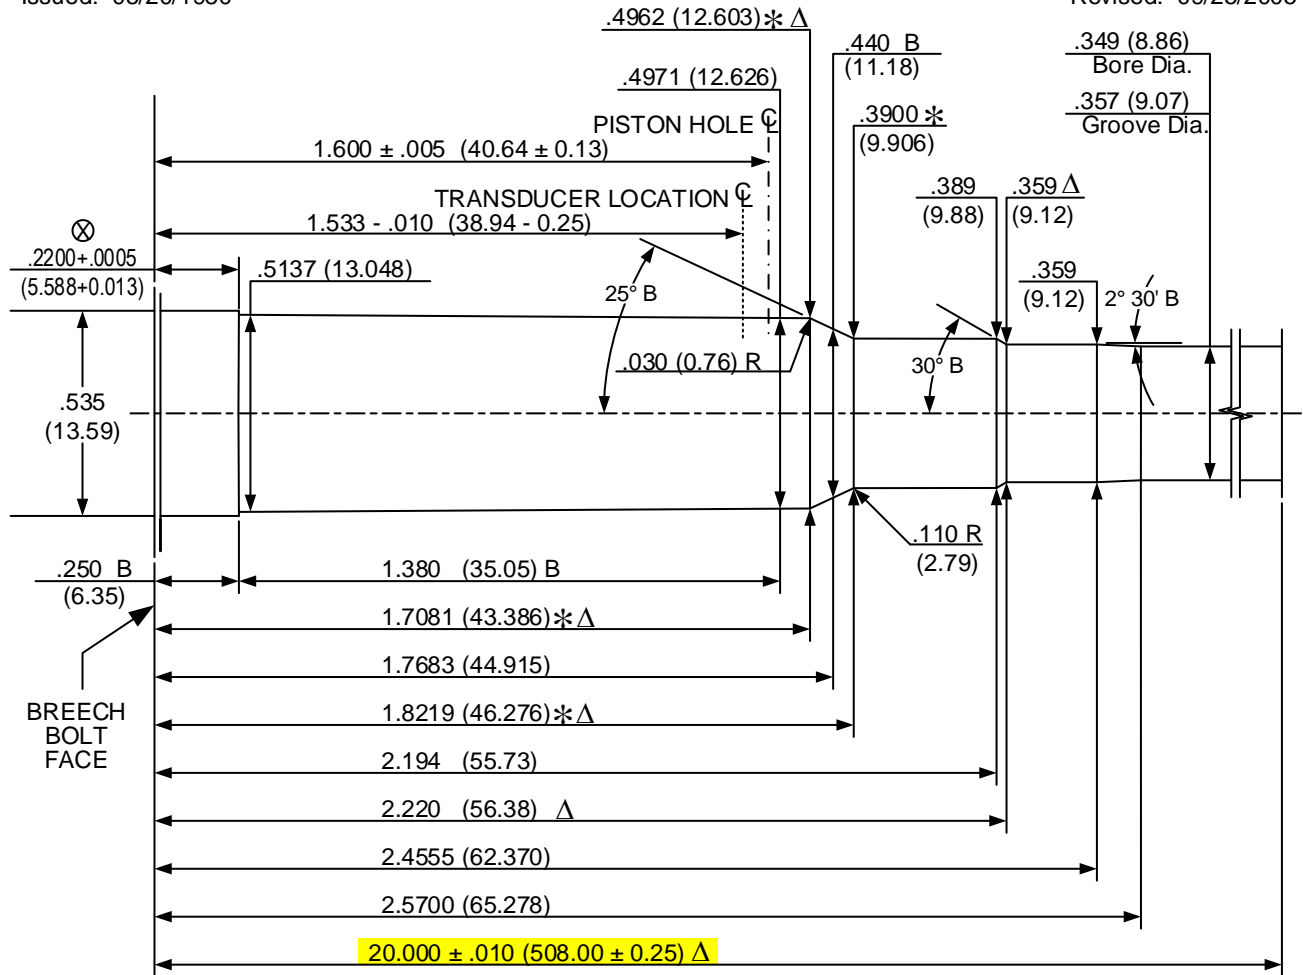 Issued:
Revised:
.4962 (12.603)✻ Δ
.440 B
(11.18)
.349 (8.86)
Bore Dia.
.4971 (12.626)
.357 (9.07)
Groove Dia.
PISTON HOLE ℄
.3900 ✻
(9.906)
1.600 ± .005 (40.64 ± 0.13)
TRANSDUCER LOCATION ℄
.389
(9.88)
.359 Δ
(9.12)
1.533 - .010 (38.94 - 0.25)
⊗
.2200+.0005
(5.588+0.013)
.5137 (13.048)
25° B
.359
(9.12)
2° 30' B
.030 (0.76) R
30° B
.535
(13.59)
.110 R
(2.79)
.250 B
(6.35)
1.380 (35.05) B
1.7081 (43.386)✻ Δ
1.7683 (44.915)
BREECH
BOLT
FACE
1.8219 (46.276)✻ Δ
2.194 (55.73)
2.220 (56.38) Δ
2.4555 (62.370)
2.5700 (65.278)
20.000 ± .010 (508.00 ± 0.25) Δ